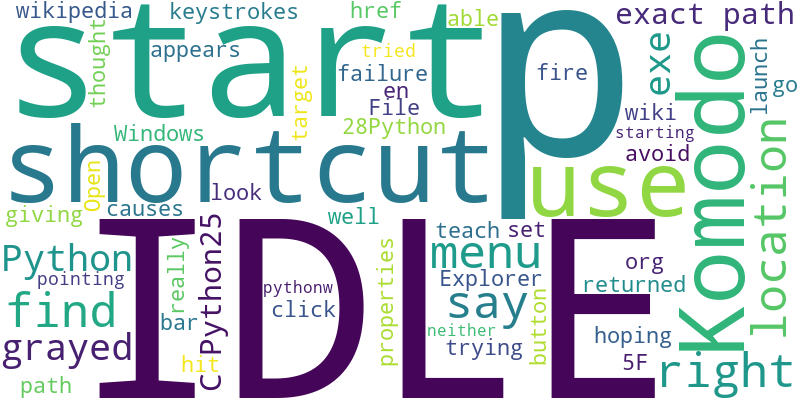 wikipedia
keystrokes
href
able
exact path
start
p
thought
appears
tried
failure
en
File
target
28Python
fire
exe
Komodo
launch
go
wiki
starting
avoid
Windows
shortcut
use
Open
look
giving
causes
well
location
IDLE
Python
pointing
really
C Python25
pythonw
click
properties
teach
set
menu
Explorer
org
returned
find
bar
say
neither
button
hoping
grayed
trying
5F
hit
path
right